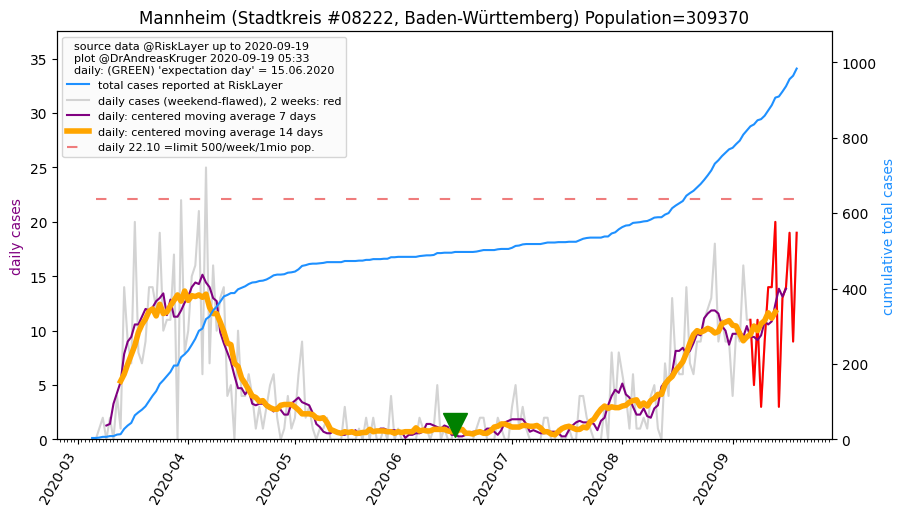 Mannheim (Stadtkreis #08222, Baden-Württemberg) Population=309370
source data @RiskLayer up to 2020-09-19
plot @DrAndreasKruger 2020-09-19 05:33
daily: (GREEN) 'expectation day' = 15.06.2020
total cases reported at RiskLayer
daily cases (weekend-flawed), 2 weeks: red
daily: centered moving average 7 days
daily: centered moving average 14 days
daily 22.10 =limit 500/week/1mio pop.
daily cases
35
30
25
20
15
10
5
0
1000
800
600
400
200
0
cumulative total cases
2020-03
2020-04
2020-05
2020-06
2020-07
2020-08
2020-09